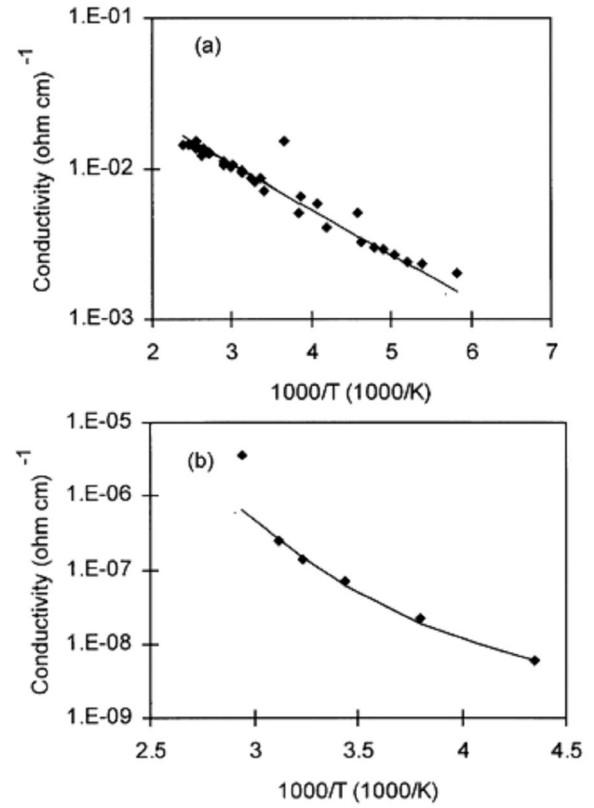 1.E-01
(a)
1.E-02
1.E-03
Conductivity (ohm cm)-1
2 3 4 5 6 7
1000/T (1000/K)
1.E-05
(b)
1.E-06
1.E-07
1.E-08
1.E-09
Conductivity (ohm cm)-1
2.5 3 3.5 4 4.5
1000/T (1000/K)